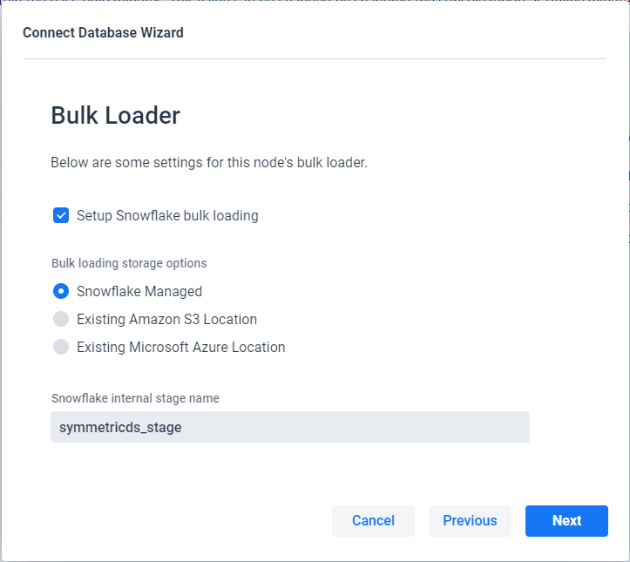 Connect Database Wizard
Bulk Loader
Below are some settings for this node's bulk loader.
Setup Snowflake bulk loading
Bulk loading storage options
Snowflake Managed
Existing Amazon S3 Location
Existing Microsoft Azure Location
Snowflake internal stage name
symmetricds_stage
Cancel Previous Next